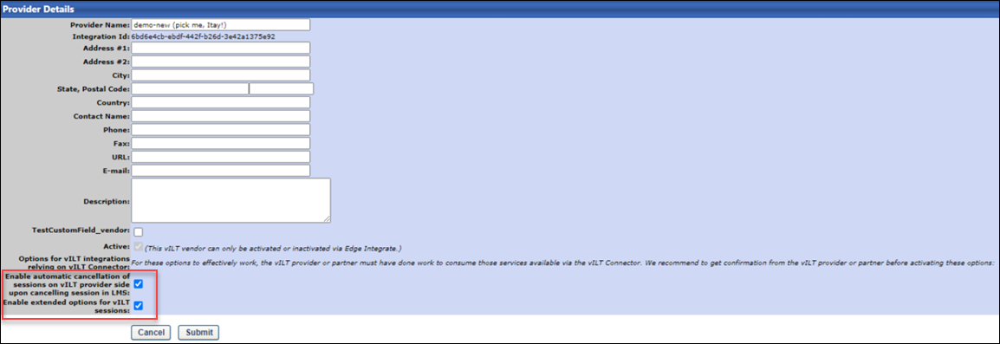 Provider Details
Provider Name: demo-new (pick me, Itay!)
Integration Id: 6bd6e4cb-ebdf-442f-b26d-3e42a1375e92
Address #1:
Address #2:
City:
State, Postal Code:
Country:
Contact Name:
Phone:
Fax:
URL:
E-mail:
Description:
TestCustomField_vendor:
Active: (This vILT vendor can only be activated or inactivated via Edge Integrate.)
Options for vILT integrations
relying on vILT Connector: For these options to effectively work, the vILT provider or partner must have done work to consume those services available via the vILT Connector. We recommend to get confirmation from the vILT provider or partner before activating these options:
Enable automatic cancellation of
sessions on vILT provider side
upon cancelling session in LMS:
Enable extended options for vILT
sessions:
Cancel Submit